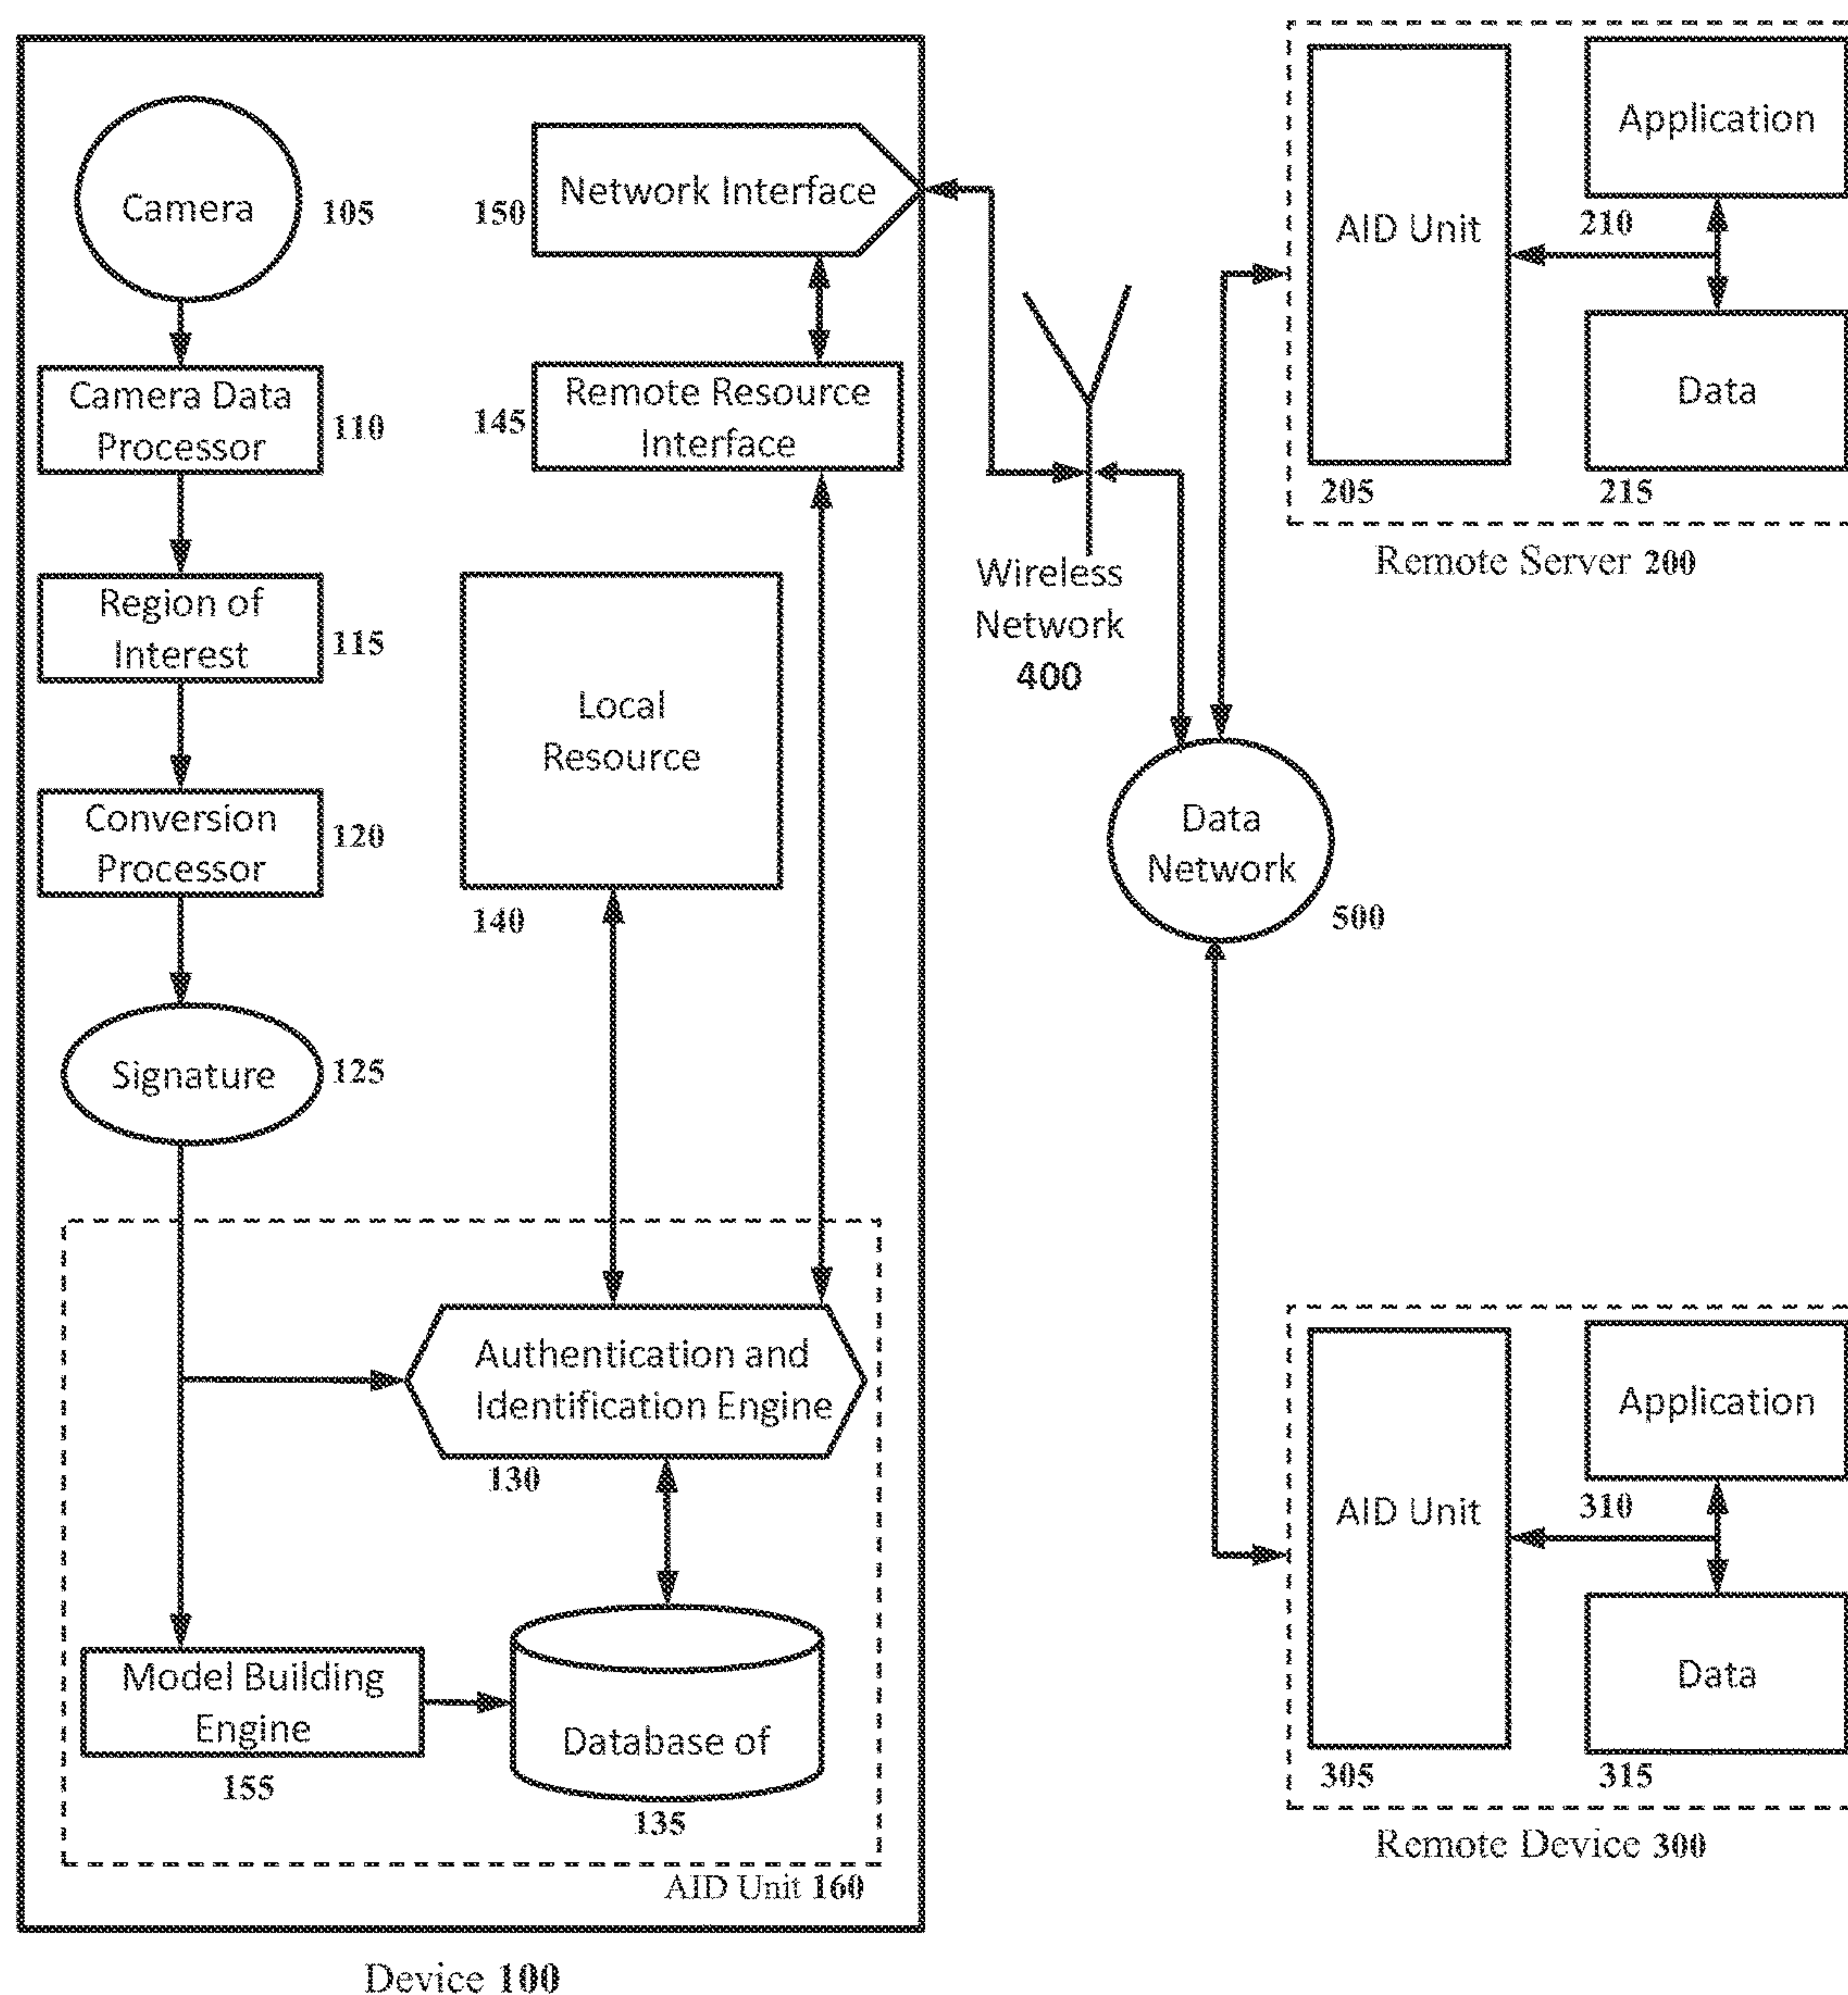 Camera
105
Camera Data
Processor
110
Region of
Interest
115
Conversion
Processor
120
Signature
125
Network Interface
150
Remote Resource
Interface
145
Local
Resource
140
Authentication and
Identification Engine
130
Model Building
Engine
155
Database of
135
AID Unit 160
Device 100
Wireless
Network
400
Data
Network
500
AID Unit
205
Application
210
Data
215
Remote Server 200
AID Unit
305
Application
310
Data
315
Remote Device 300